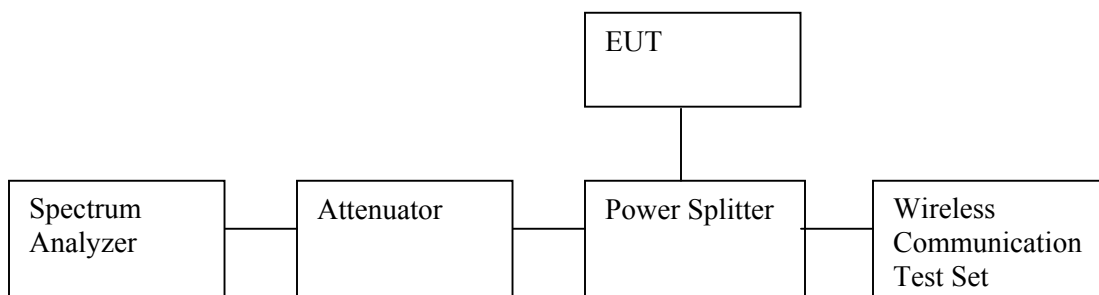 EUT
Spectrum
Analyzer
Attenuator
Power Splitter
Wireless
Communication
Test Set